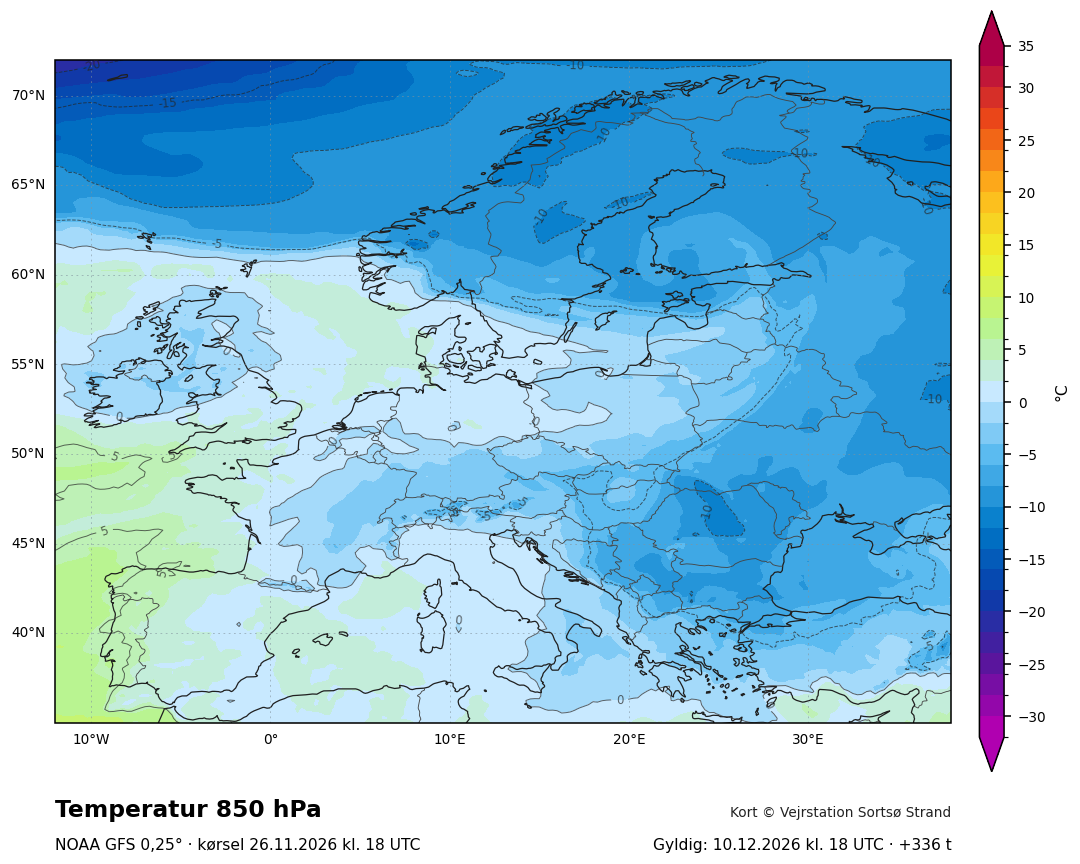 35
30
25
20
15
10
5
0
−5
−10
−15
−20
−25
−30
°C
70°N
65°N
60°N
55°N
50°N
45°N
40°N
10°W
0°
10°E
20°E
30°E
Temperatur 850 hPa
Kort © Vejrstation Sortsø Strand
NOAA GFS 0,25° · kørsel 26.11.2026 kl. 18 UTC
Gyldig: 10.12.2026 kl. 18 UTC · +336 t